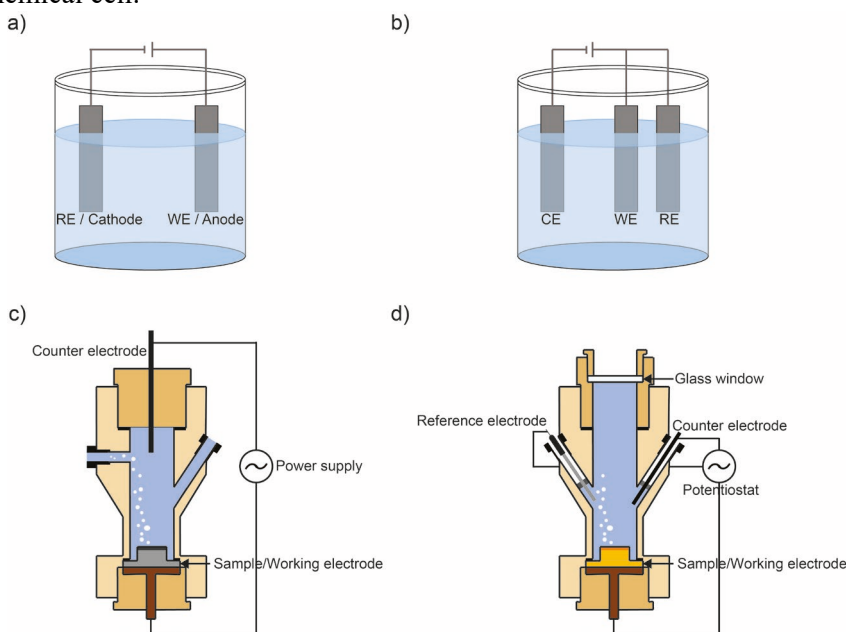 a)
b)
RE / Cathode
WE / Anode
CE
WE
RE
c)
d)
Counter electrode
Power supply
Sample/Working electrode
Glass window
Reference electrode
Counter electrode
Potentiostat
Sample/Working electrode